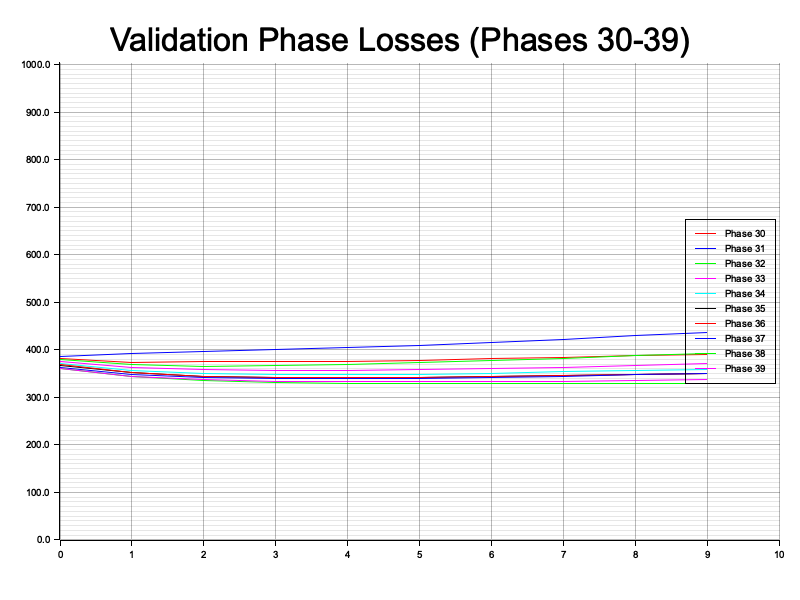 Validation Phase Losses (Phases 30-39)
1000.0
900.0
800.0
700.0
600.0
500.0
400.0
300.0
200.0
100.0
0.0
0 1 2 3 4 5 6 7 8 9 10
Phase 30
Phase 31
Phase 32
Phase 33
Phase 34
Phase 35
Phase 36
Phase 37
Phase 38
Phase 39